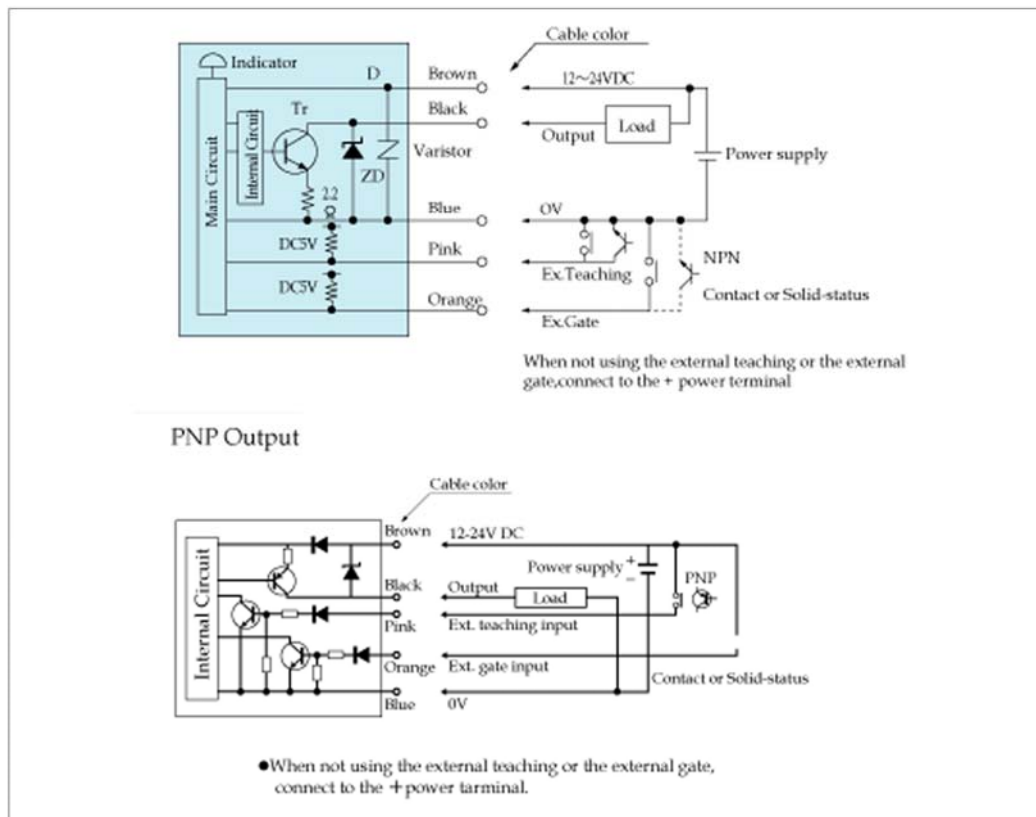 Cable color
Indicator
D
Brown
12~24VDC
Black
Tr
Output
Load
Internal Circuit
Main Circuit
Varistor
Power supply
ZD
2.2
Blue
OV
DC5V
Pink
NPN
Ex.Teaching
DC5V
Contact or Solid-status
Orange
Ex.Gate
When not using the external teaching or the external
gate,connect to the + power terminal
PNP Output
Cable color
Brown
12-24V DC
Power supply
+
−
PNP
Internal Circuit
Black
Output
Load
Pink
Ext. teaching input
Orange
Ext. gate input
Contact or Solid-status
Blue
0V
●When not using the external teaching or the external gate,
connect to the +power tarminal.